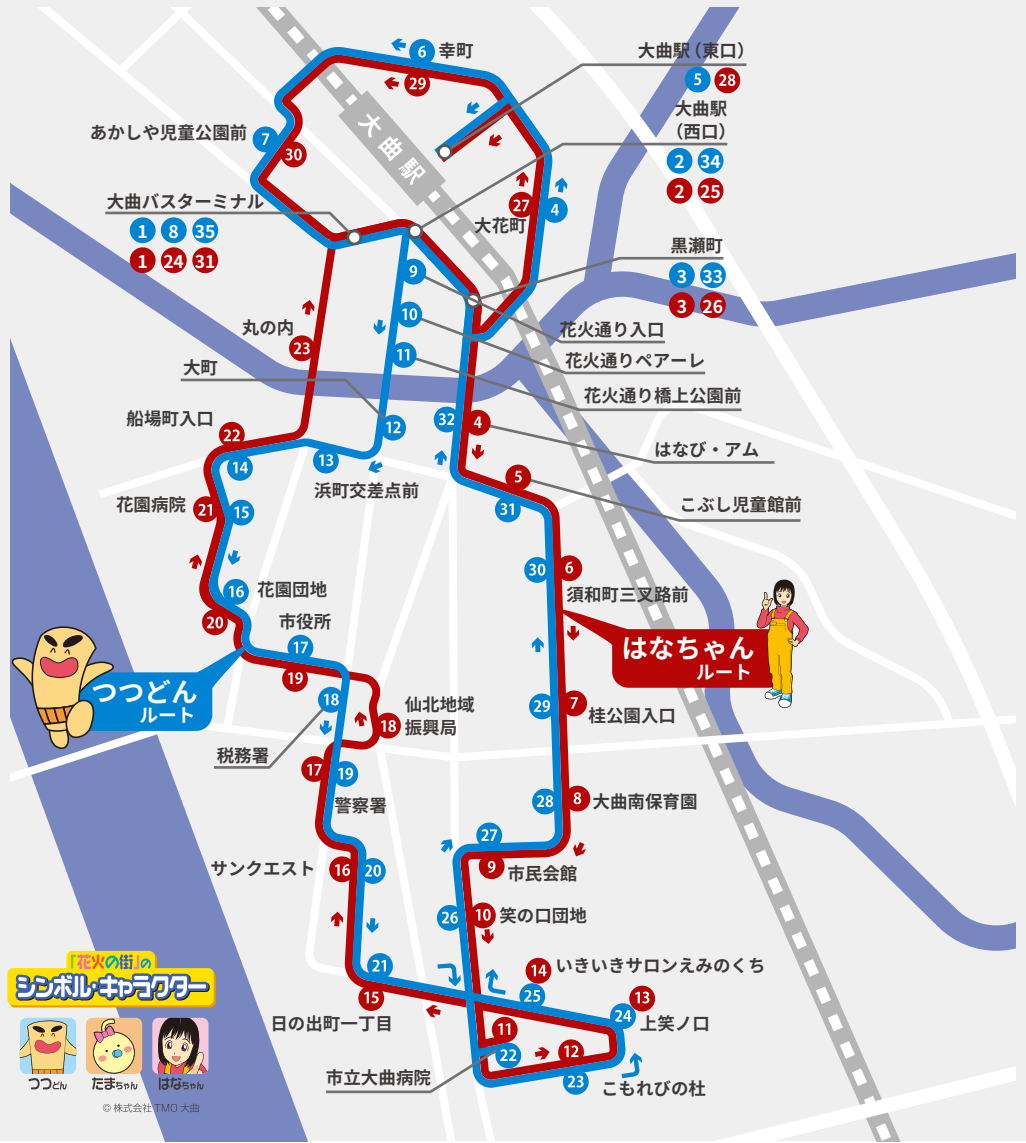 6 幸町
29
大曲駅（東口）
5 28
大曲駅
（西口）
2 34
2 25
大曲駅
あかしや児童公園前
7
30
大曲バスターミナル
1 8 35
1 24 31
27
大花町
4
黒瀬町
3 33
3 26
9
花火通り入口
10
花火通りペアーレ
11
花火通り橋上公園前
丸の内
23
大町
12
船場町入口
22
14
13
浜町交差点前
32
4
はなび・アム
5
こぶし児童館前
31
花園病院
21
15
30
6
須和町三叉路前
16
花園団地
20
市役所
17
19
はなちゃん
ルート
つつどん
ルート
18
税務署
仙北地域
振興局
18
29
7
桂公園入口
17
19
警察署
28
8
大曲南保育園
サンクエスト
16
20
27
9
市民会館
26
10
笑の口団地
21
15
日の出町一丁目
14
いきいきサロンえみのくち
25
13
24
上笑ノ口
11
22
12
23
市立大曲病院
こもれびの杜
「花火の街」の
シンボル・キャラクター
つつどん
たまちゃん
はなちゃん
© 株式会社 TMO 大曲